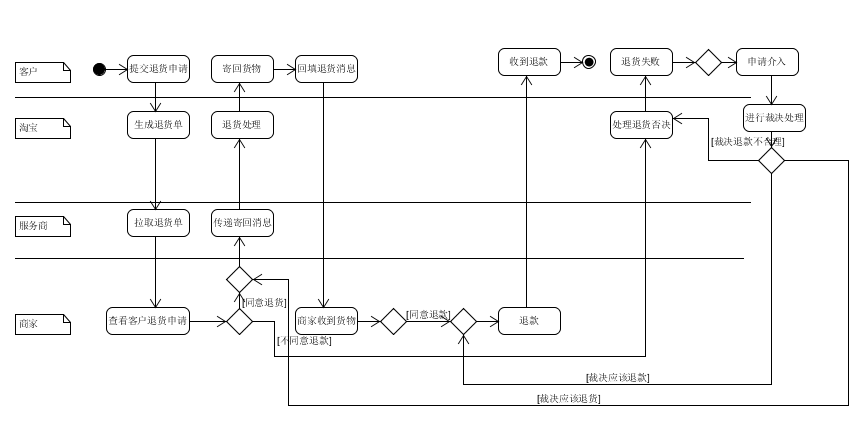 客户
提交退货申请
寄回货物
回填退货消息
收到退款
退货失败
申请介入
淘宝
生成退货单
退货处理
处理退货否决
进行裁决处理
[裁决退款不合理]
服务商
拉取退货单
传递寄回消息
[同意退货]
商家
查看客户退货申请
商家收到货物
[同意退款]
退款
[不同意退款]
[裁决应该退款]
[裁决应该退货]